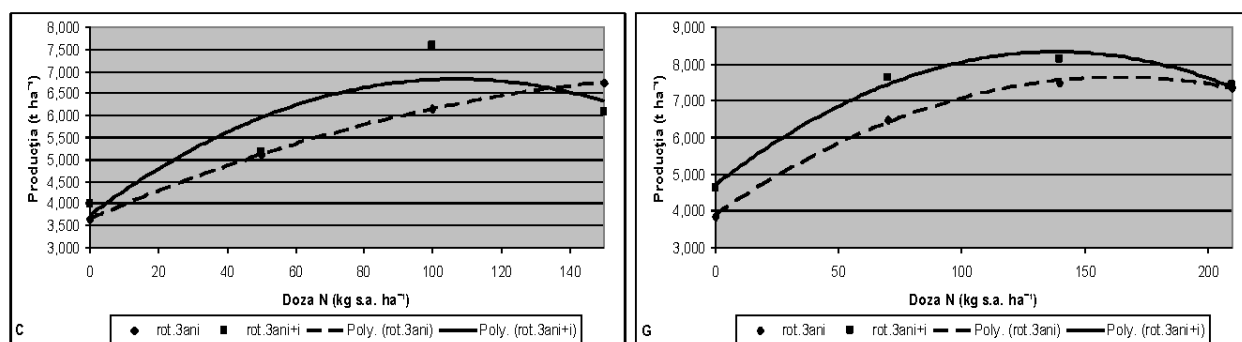 8,000
7,500
7,000
6,500
6,000
5,500
5,000
4,500
4,000
3,500
3,000
Producția (t ha⁻¹)
0 20 40 60 80 100 120 140
Doza N (kg s.a. ha⁻¹)
C
rot.3ani rot.3ani+i Poly. (rot.3ani) Poly. (rot.3ani+i)
9,000
8,000
7,000
6,000
5,000
4,000
3,000
Producția (t ha⁻¹)
0 50 100 150 200
Doza N (kg s.a. ha⁻¹)
G
rot.3ani rot.3ani+i Poly. (rot.3ani) Poly. (rot.3ani+i)